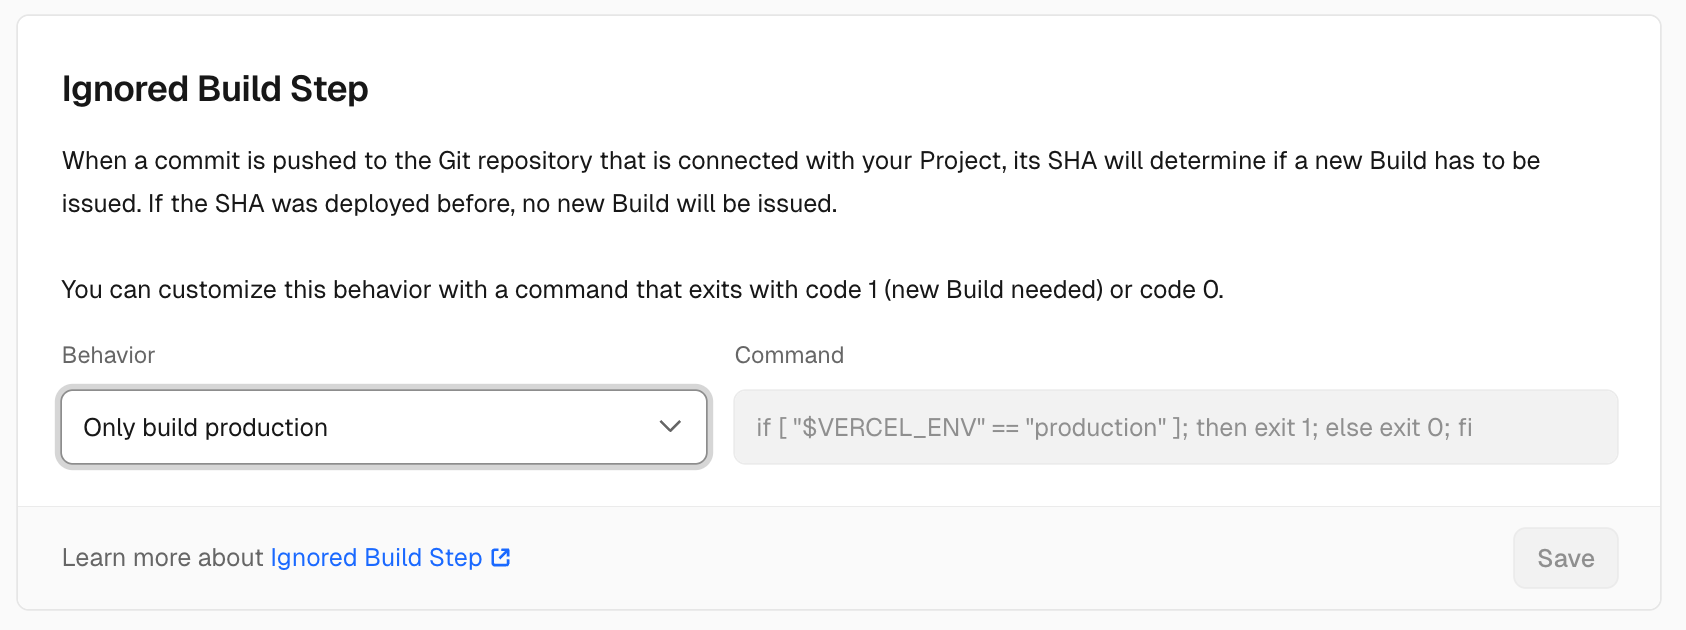 Ignored Build Step
When a commit is pushed to the Git repository that is connected with your Project, its SHA will determine if a new Build has to be
issued. If the SHA was deployed before, no new Build will be issued.
You can customize this behavior with a command that exits with code 1 (new Build needed) or code 0.
Behavior
Command
Only build production
if [ "$VERCEL_ENV" == "production" ]; then exit 1; else exit 0; fi
Learn more about Ignored Build Step
Save